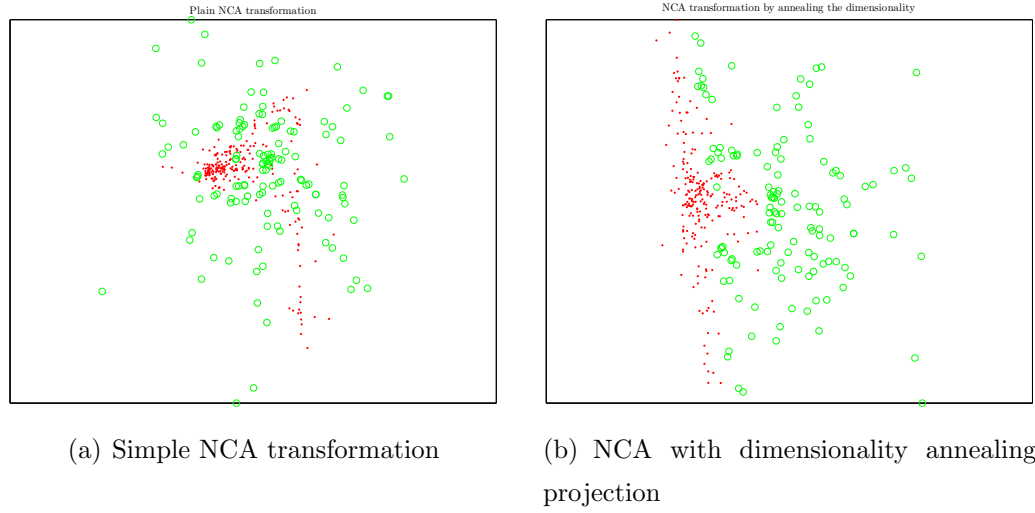 Plain NCA transformation
NCA transformation by annealing the dimensionality
(a) Simple NCA transformation
(b) NCA with dimensionality annealing
projection